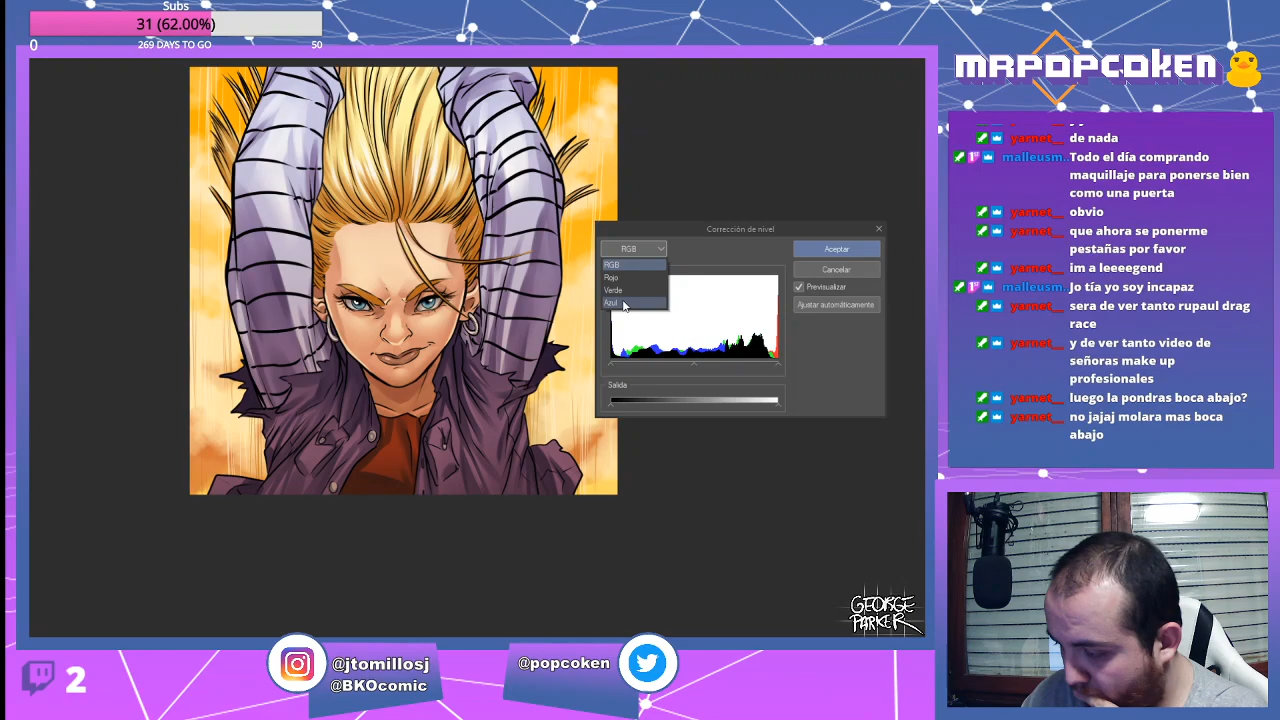 Subs
31 (62.00%)
0
269 DAYS TO GO
50
MRPOPCOKEN
de nada
yarnet__
malleusm.. Todo el día comprando
maquillaje para ponerse bien
como una puerta
yarnet__ obvio
yarnet__ que ahora se ponerme
pestañas por favor
yarnet__ im a leeeegend
malleusm.. Jo tía yo soy incapaz
yarnet__ sera de ver tanto rupaul drag
race
yarnet__ y de ver tanto video de
señoras make up
profesionales
yarnet__ luego la pondras boca abajo?
yarnet__ no jajaj molara mas boca
abajo
Corrección de nivel
RGB
RGB
Rojo
Verde
Azul
Aceptar
Cancelar
Previsualizar
Ajustar automáticamente
Salida
GEORGE
PARKER
@jtomillosj
@BKOcomic
@popcoken
2